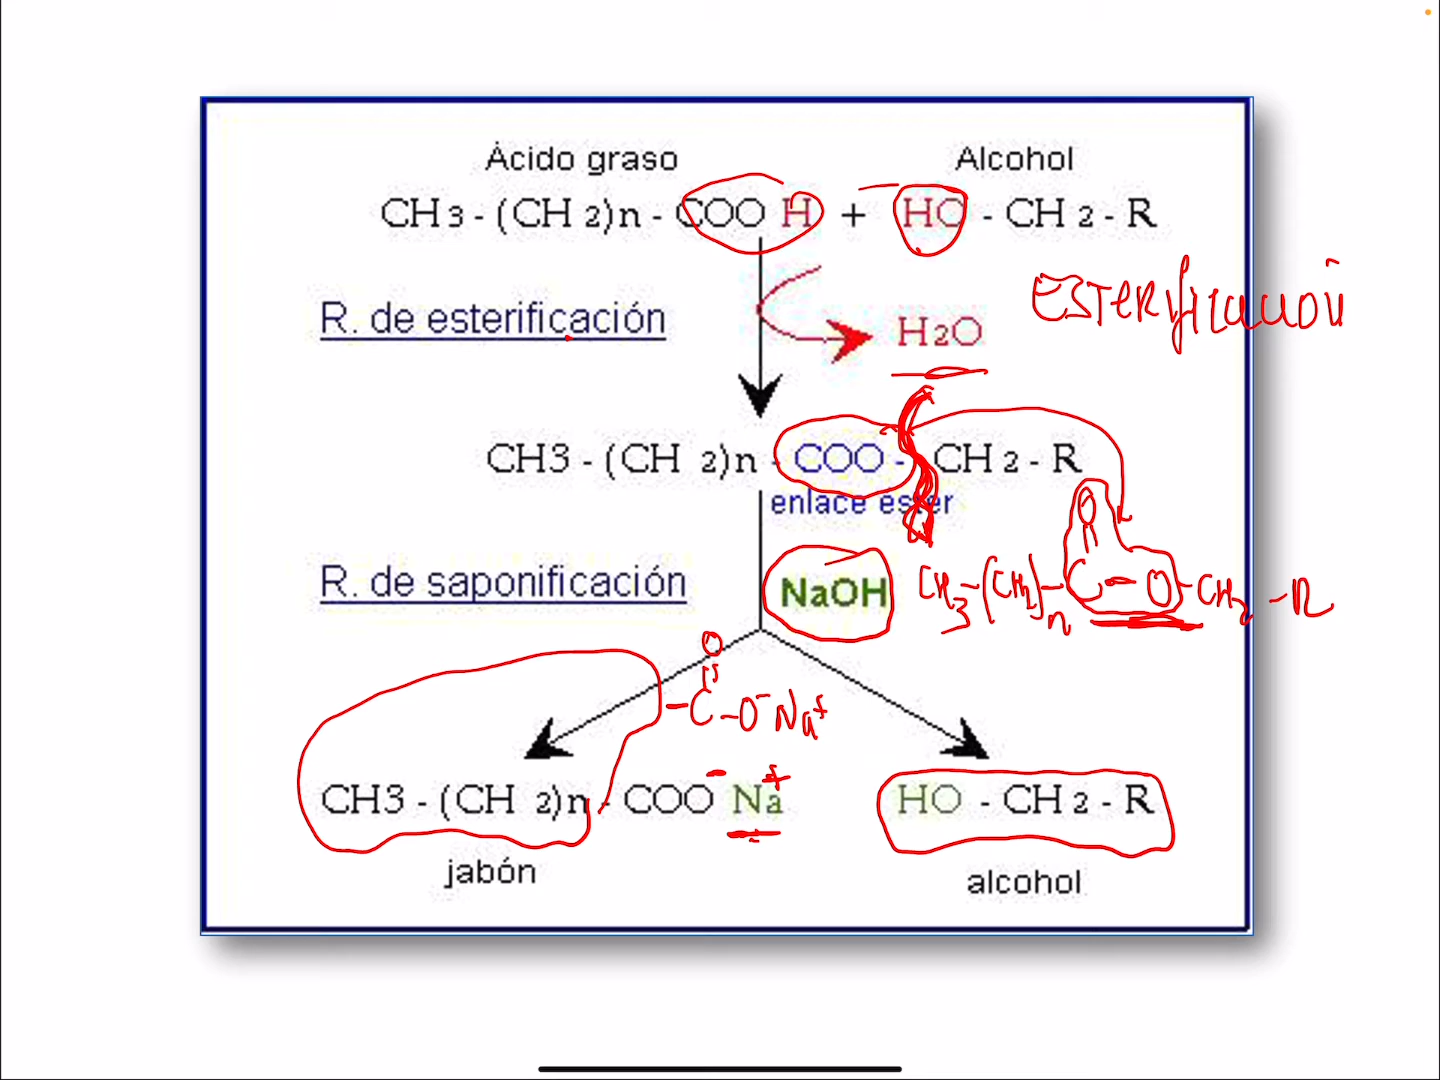 Ácido graso Alcohol
CH3 - (CH 2)n - COO H + HO - CH 2 - R
ESTERIFICACIÓN
R. de esterificación
H2O
CH3 - (CH 2)n - COO - CH 2 - R
enlace ester
O
R. de saponificación
NaOH
CH3-(CH2)n-C-O-CH2-R
O
-C-O⁻Na⁺
CH3 - (CH 2)n - COO⁻ Na⁺ HO - CH 2 - R
jabón alcohol